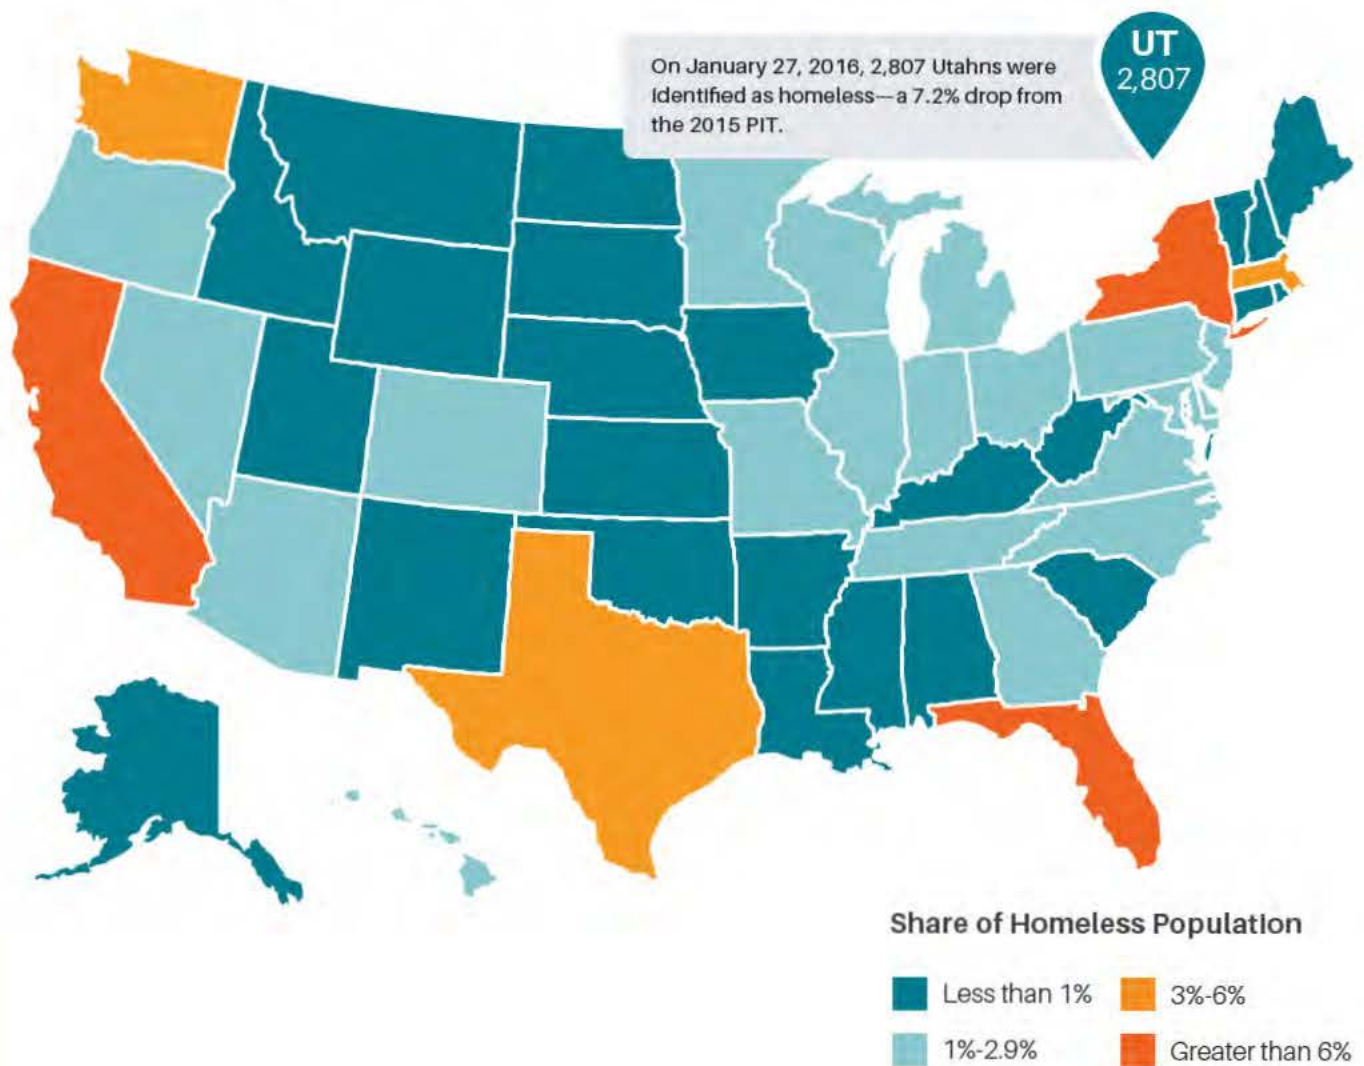 On January 27, 2016, 2,807 Utahns were
identified as homeless—a 7.2% drop from
the 2015 PIT.
UT
2,807
Share of Homeless Population
Less than 1%
3%-6%
1%-2.9%
Greater than 6%